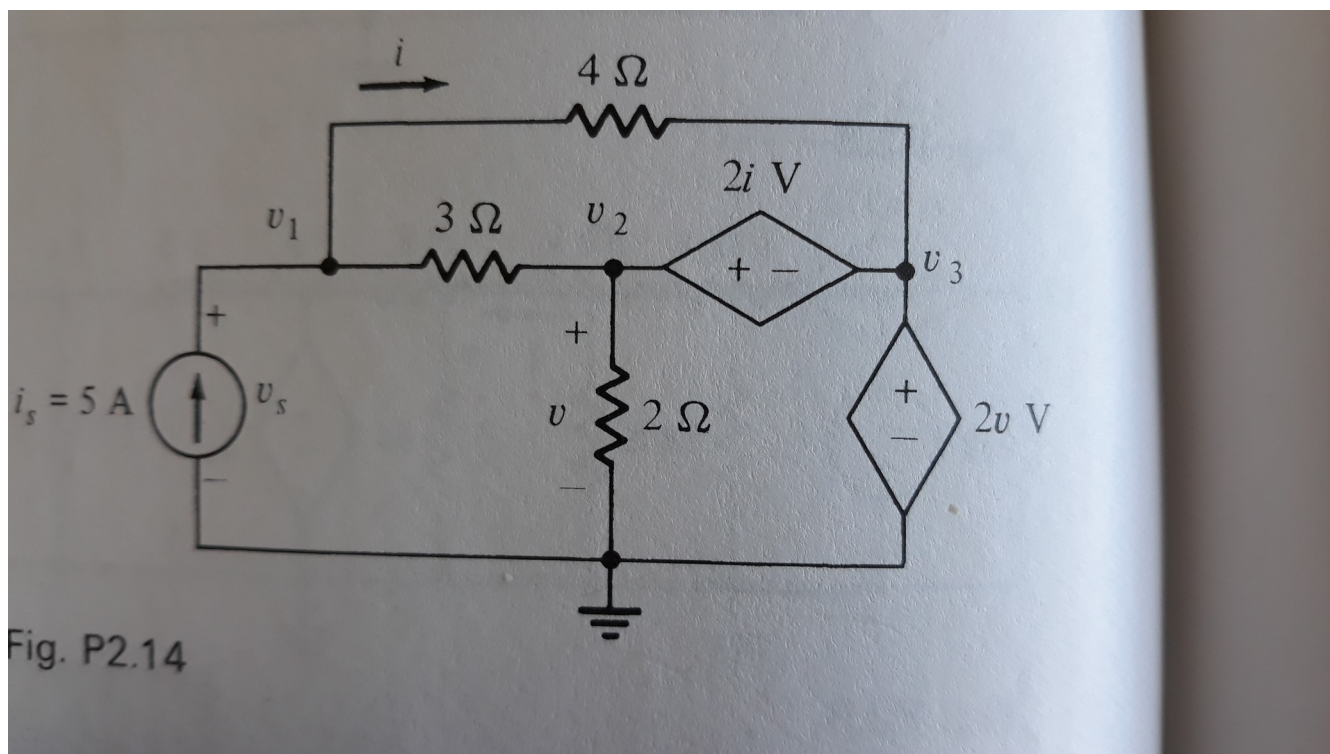 i
4 Ω
2i V
v1
3 Ω
v2
+ −
v3
+
+
is = 5 A
vs
v
2 Ω
+
−
2v V
−
−
Fig. P2.14